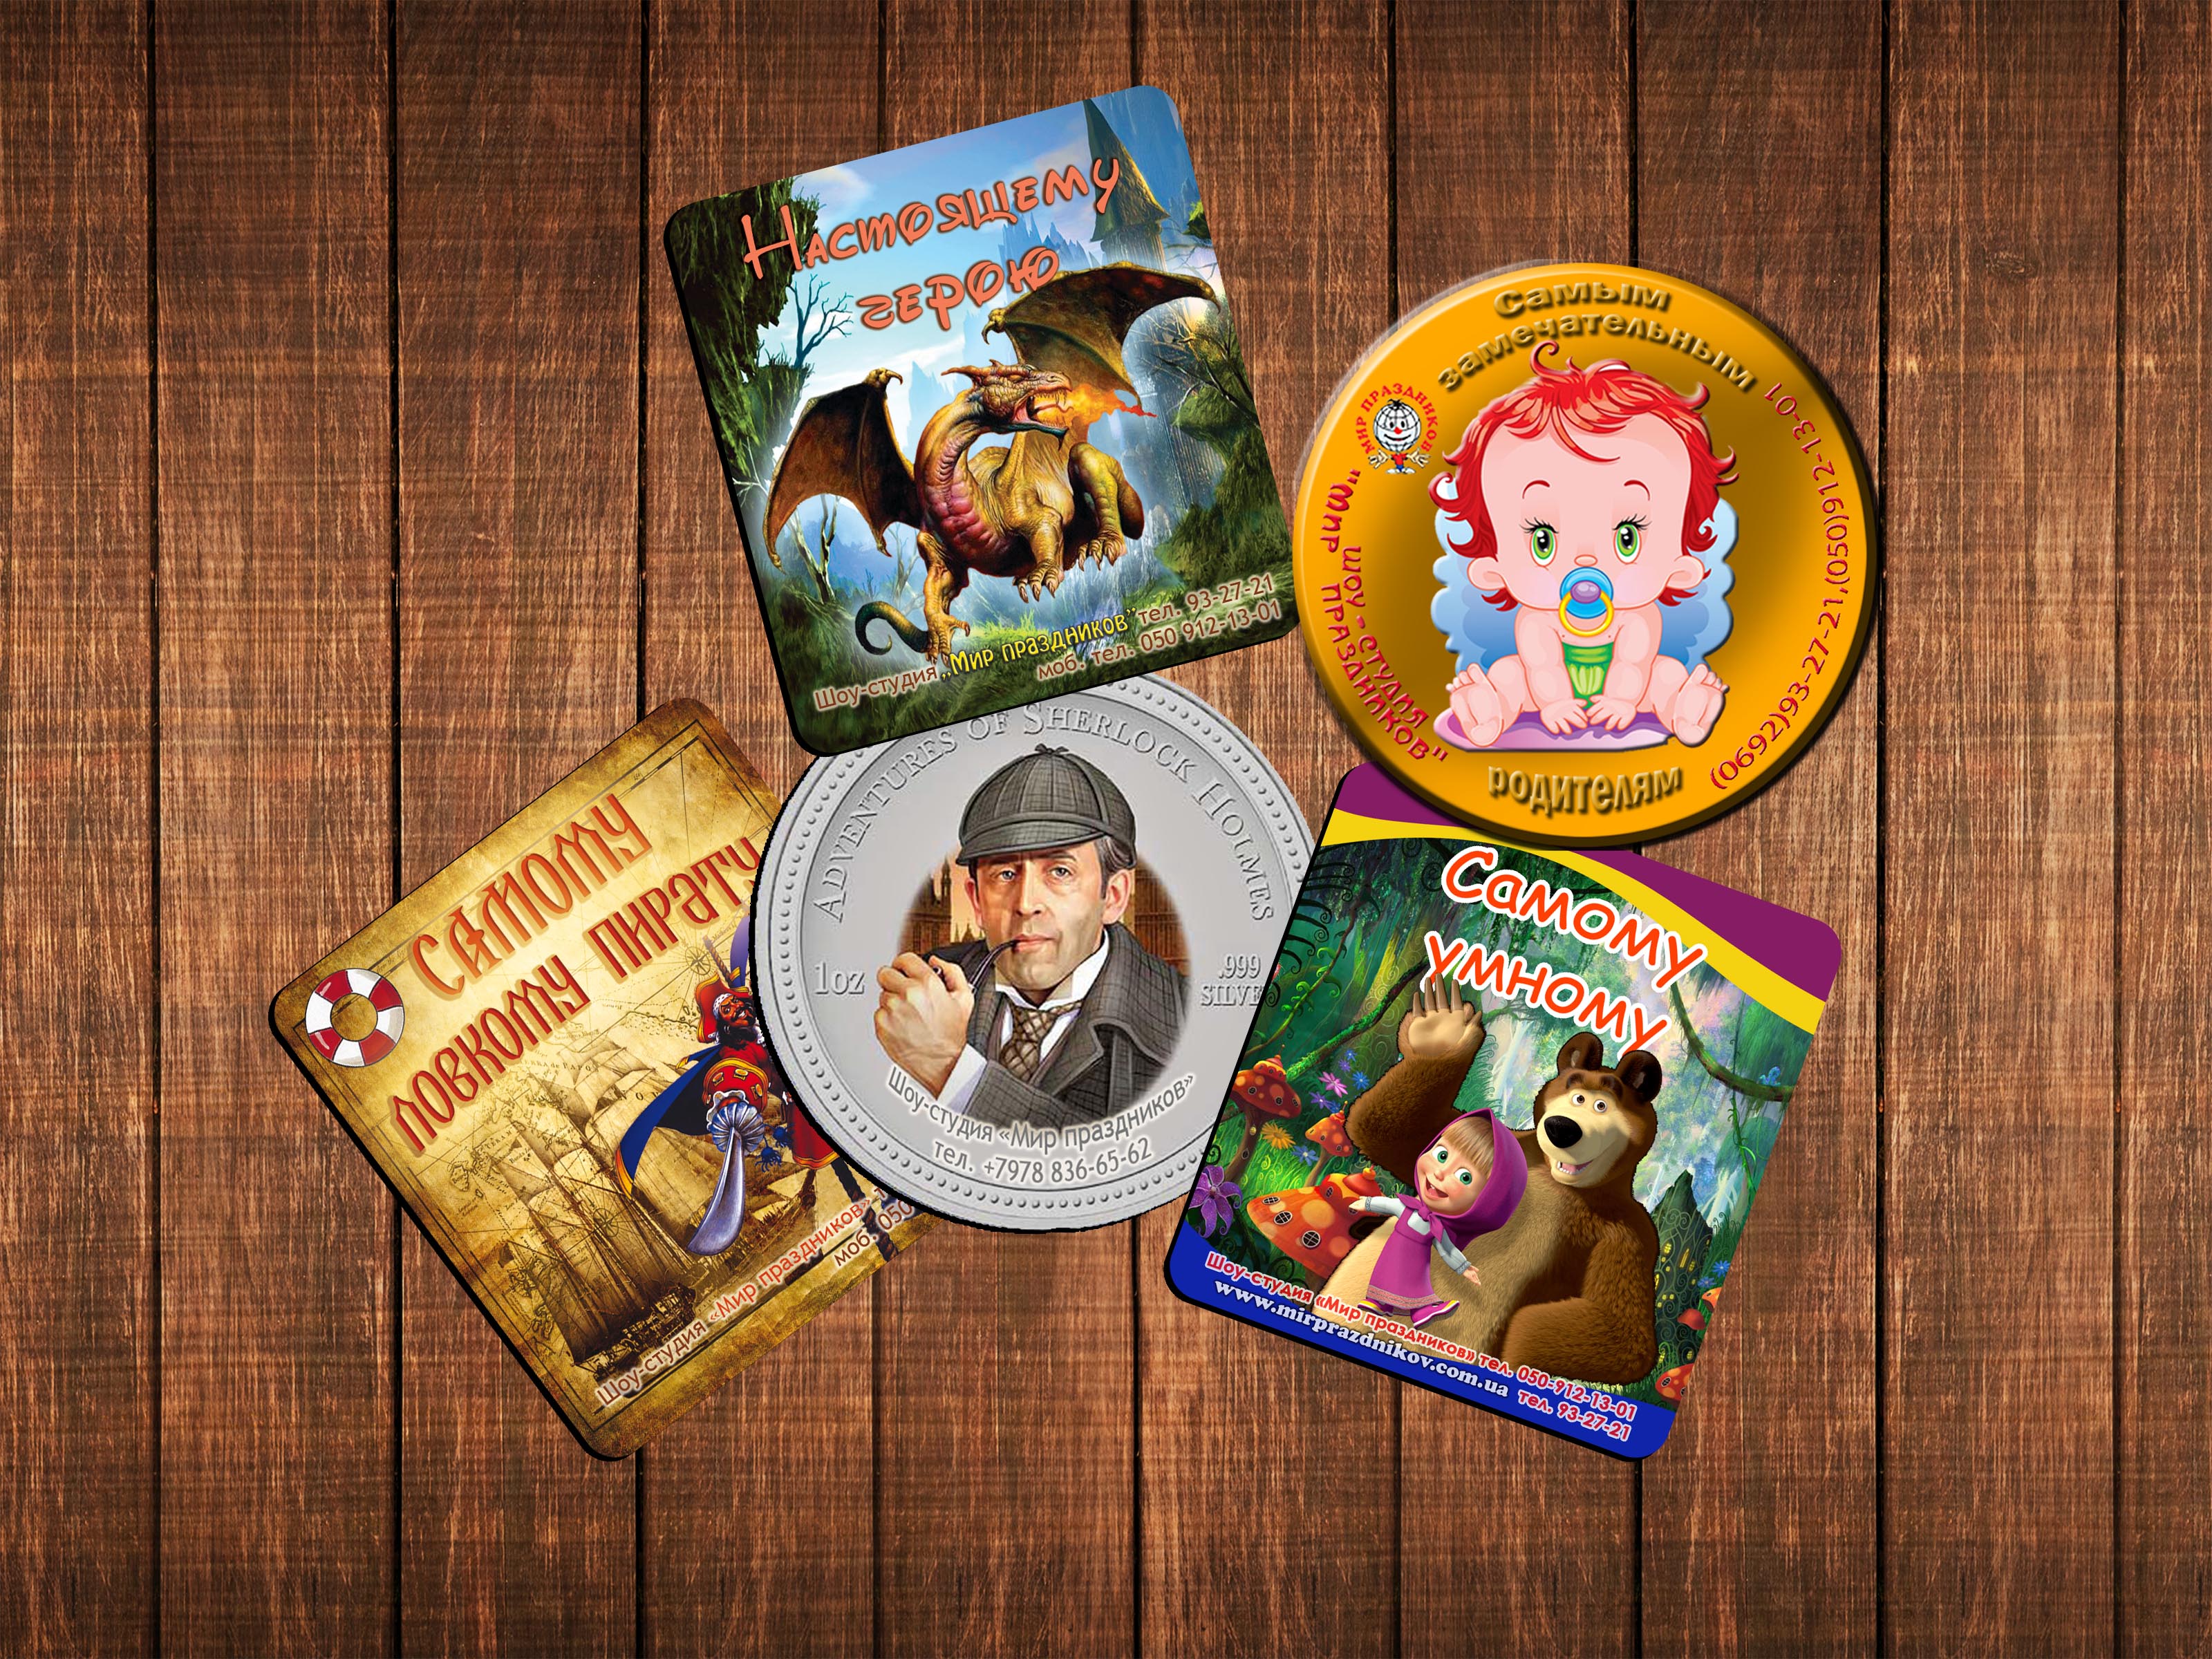 Настоящему
герою
Шоу-студия „Мир праздников” тел. 93-27-21
моб. тел. 050 912-13-01
Самым
замечательным
"МИР ПРАЗДНИКОВ"
шоу-студия
"Мир праздников"
(0692)93-27-21,(050)912-13-01
родителям
САМОМУ
ЛОВКОМУ ПИРАТУ
Шоу-студия «Мир праздников»
моб. 050
ADVENTURES OF SHERLOCK HOLMES
1oz
.999
Шоу-студия «Мир праздников»
тел. +7978 836-65-62
Самому
умному
Шоу-студия «Мир праздников» тел. 050-912-13-01
www.mirprazdnikov.com.ua тел. 93-27-21